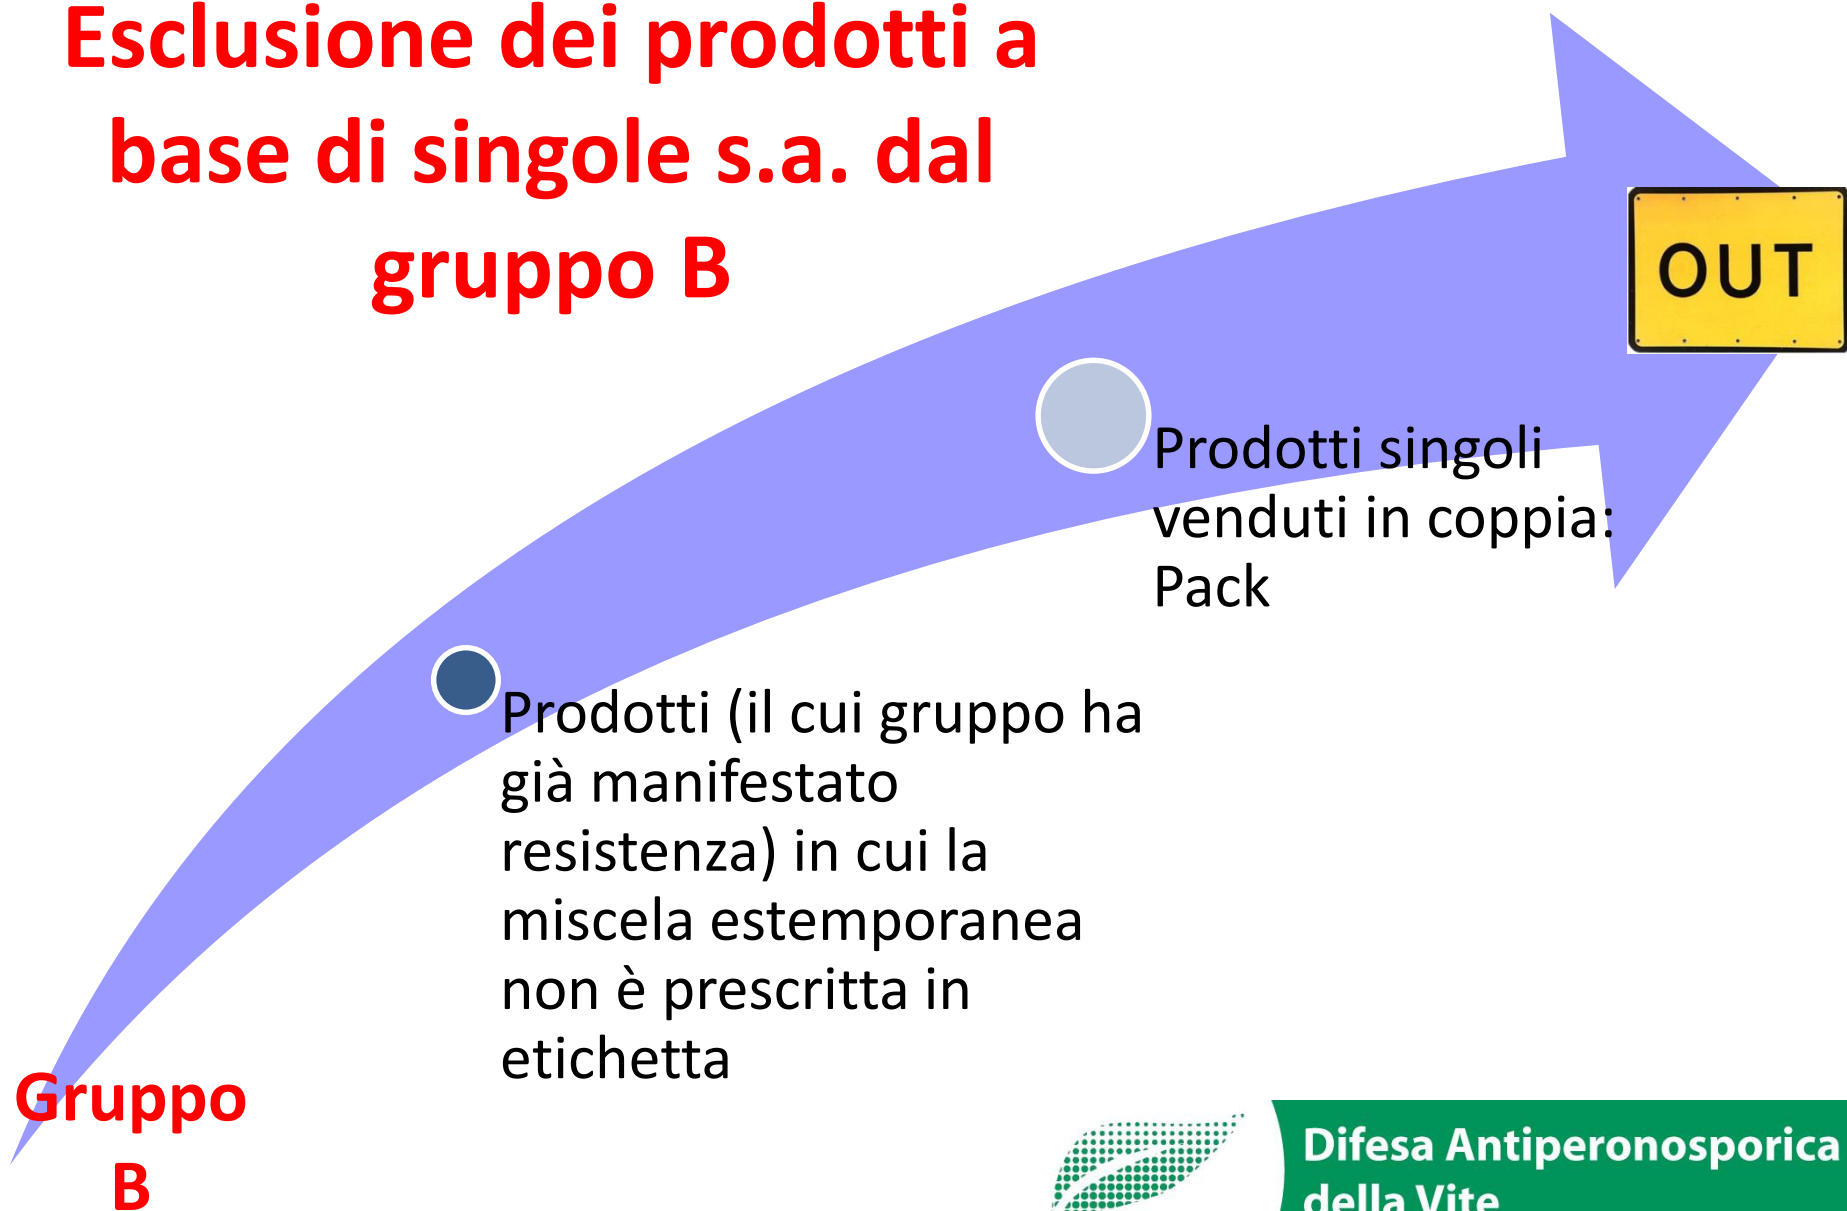 Esclusione dei prodotti a
base di singole s.a. dal
gruppo B
OUT
Prodotti singoli
venduti in coppia:
Pack
Prodotti (il cui gruppo ha
già manifestato
resistenza) in cui la
miscela estemporanea
non è prescritta in
etichetta
Gruppo
B
Difesa Antiperonosporica
della Vite